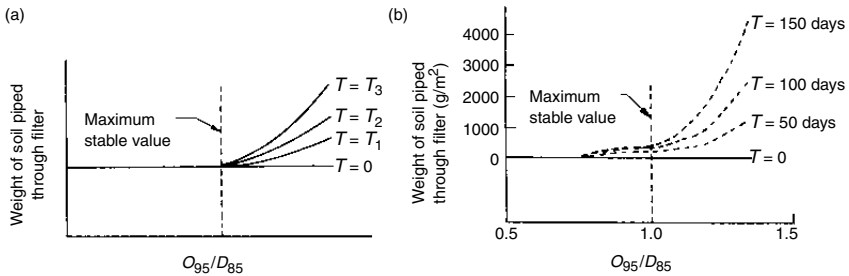 (a)
Weight of soil piped
through filter
Maximum
stable value
T = T3
T = T2
T = T1
T = 0
O95/D85
(b)
Weight of soil piped
through filter (g/m²)
4000
3000
2000
1000
0
Maximum
stable value
T = 150 days
T = 100 days
T = 50 days
T = 0
0.5
1.0
1.5
O95/D85